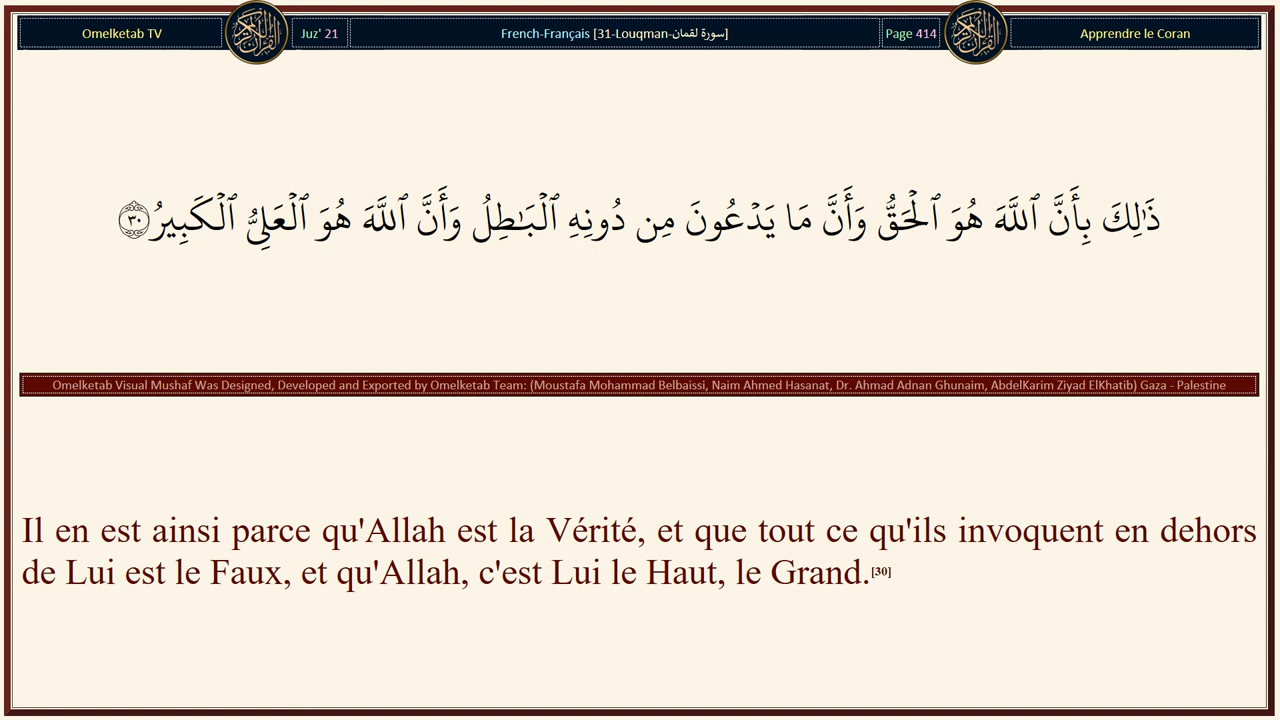 Omelketab TV
Juz' 21
French-Français [31-Louqman-سورة لقمان]
Page 414
Apprendre le Coran
ذَٰلِكَ بِأَنَّ ٱللَّهَ هُوَ ٱلۡحَقُّ وَأَنَّ مَا يَدۡعُونَ مِن دُونِهِ ٱلۡبَٰطِلُ وَأَنَّ ٱللَّهَ هُوَ ٱلۡعَلِيُّ ٱلۡكَبِيرُ ٣٠
Omelketab Visual Mushaf Was Designed, Developed and Exported by Omelketab Team: (Moustafa Mohammad Belbaissi, Naim Ahmed Hasanat, Dr. Ahmad Adnan Ghunaim, AbdelKarim Ziyad ElKhatib) Gaza - Palestine
Il en est ainsi parce qu'Allah est la Vérité, et que tout ce qu'ils invoquent en dehors
de Lui est le Faux, et qu'Allah, c'est Lui le Haut, le Grand.[30]